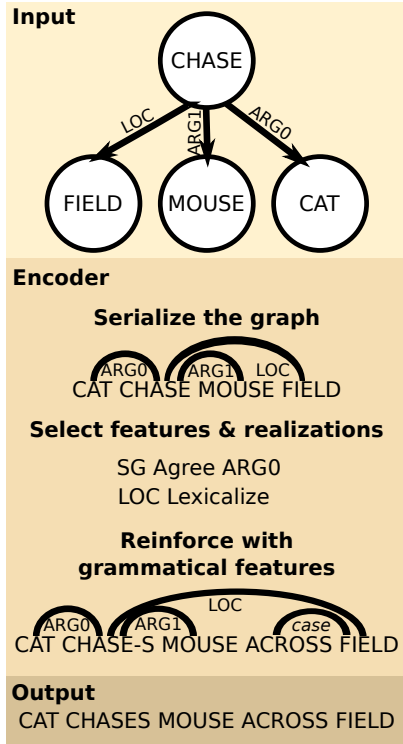 Input
CHASE
LOC
ARG1
ARG0
FIELD
MOUSE
CAT
Encoder
Serialize the graph
ARG0
ARG1
LOC
CAT CHASE MOUSE FIELD
Select features & realizations
SG Agree ARG0
LOC Lexicalize
Reinforce with
grammatical features
LOC
ARG0
ARG1
case
CAT CHASE-S MOUSE ACROSS FIELD
Output
CAT CHASES MOUSE ACROSS FIELD